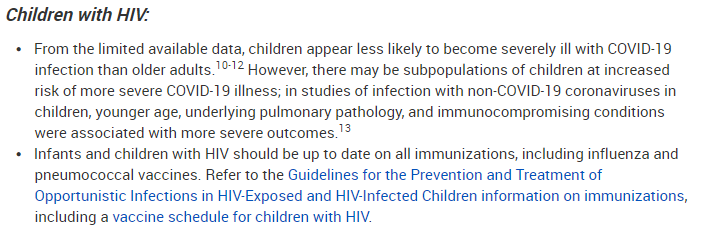 Children with HIV:
• From the limited available data, children appear less likely to become severely ill with COVID-19
infection than older adults.10-12 However, there may be subpopulations of children at increased
risk of more severe COVID-19 illness; in studies of infection with non-COVID-19 coronaviruses in
children, younger age, underlying pulmonary pathology, and immunocompromising conditions
were associated with more severe outcomes.13
• Infants and children with HIV should be up to date on all immunizations, including influenza and
pneumococcal vaccines. Refer to the Guidelines for the Prevention and Treatment of
Opportunistic Infections in HIV-Exposed and HIV-Infected Children information on immunizations,
including a vaccine schedule for children with HIV.